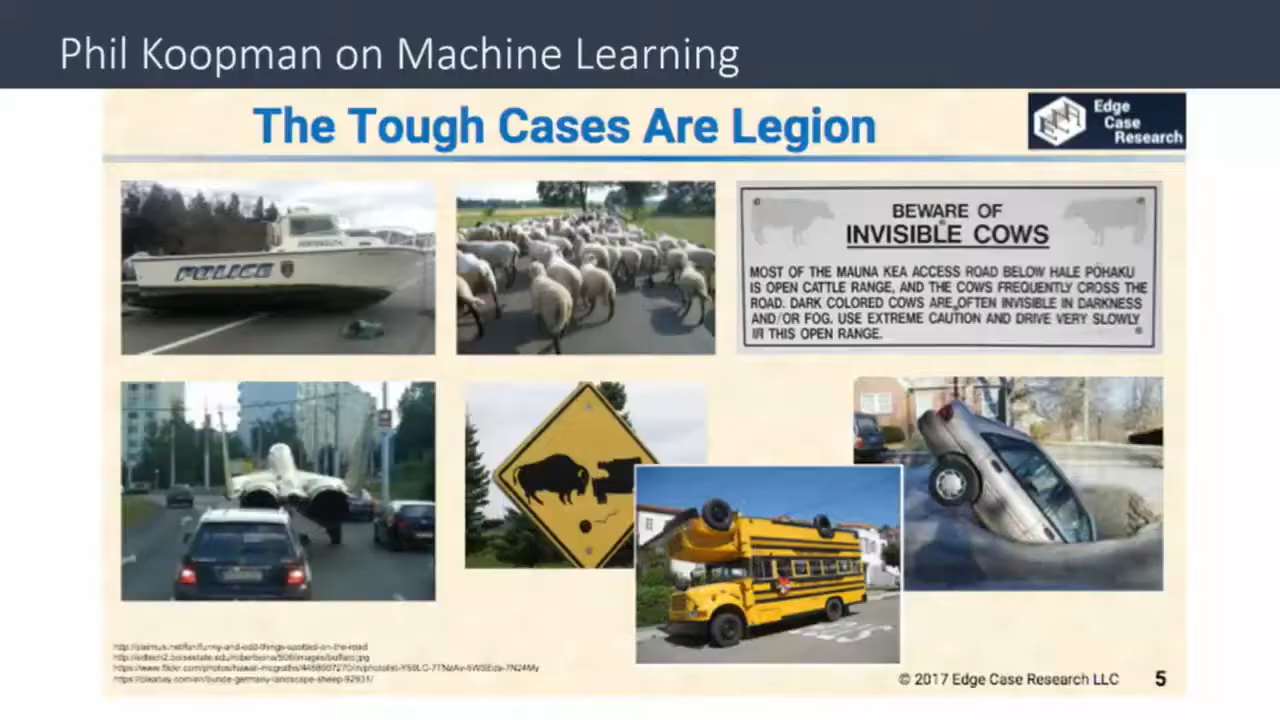 Phil Koopman on Machine Learning
The Tough Cases Are Legion
Edge
Case
Research
POLICE
BEWARE OF
INVISIBLE COWS
MOST OF THE MAUNA KEA ACCESS ROAD BELOW HALE PŌHAKU
IS OPEN CATTLE RANGE, AND THE COWS FREQUENTLY CROSS THE
ROAD. DARK COLORED COWS ARE OFTEN INVISIBLE IN DARKNESS
AND/OR FOG. USE EXTREME CAUTION AND DRIVE VERY SLOWLY
IN THIS OPEN RANGE.
© 2017 Edge Case Research LLC
5